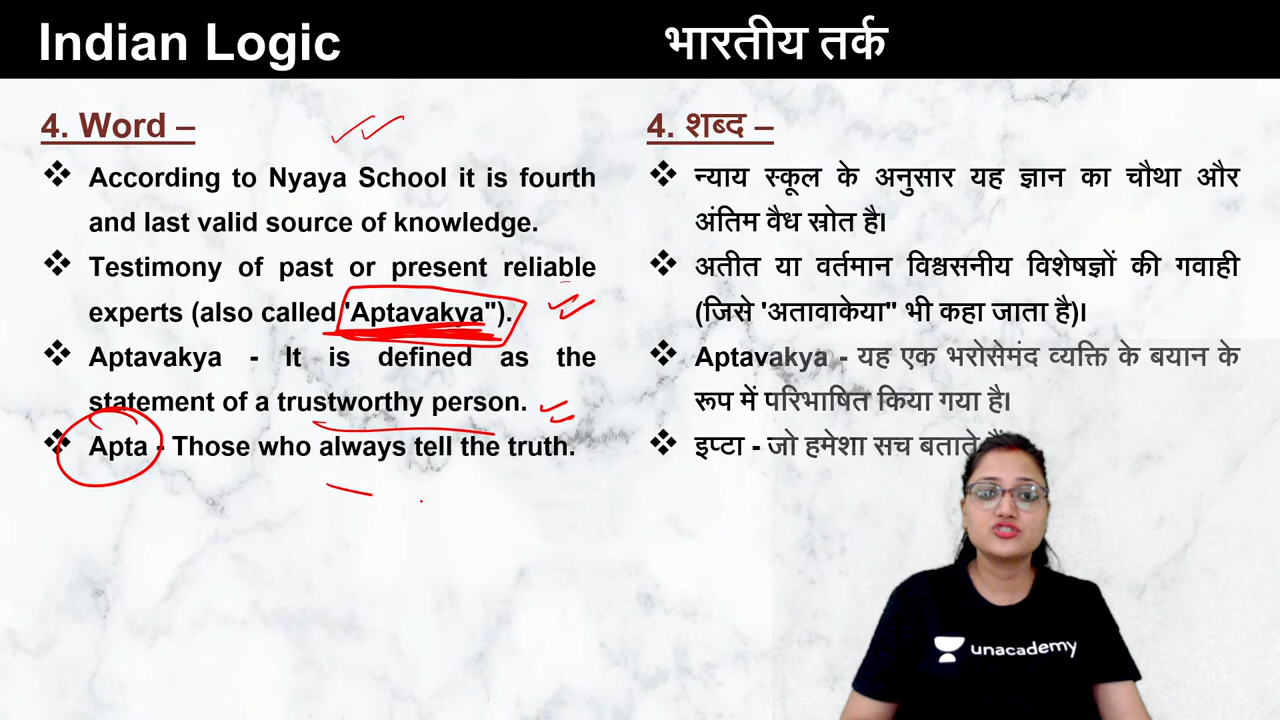 Indian Logic
भारतीय तर्क
4. Word –
❖ According to Nyaya School it is fourth
and last valid source of knowledge.
❖ Testimony of past or present reliable
experts (also called 'Aptavakya").
❖ Aptavakya - It is defined as the
statement of a trustworthy person.
❖ Apta - Those who always tell the truth.
4. शब्द –
❖ न्याय स्कूल के अनुसार यह ज्ञान का चौथा और
अंतिम वैध स्रोत है।
❖ अतीत या वर्तमान विश्वसनीय विशेषज्ञों की गवाही
(जिसे 'अतावाकेया" भी कहा जाता है)।
❖ Aptavakya - यह एक भरोसेमंद व्यक्ति के बयान के
रूप में परिभाषित किया गया है।
❖ इप्टा - जो हमेशा सच बताते
unacademy